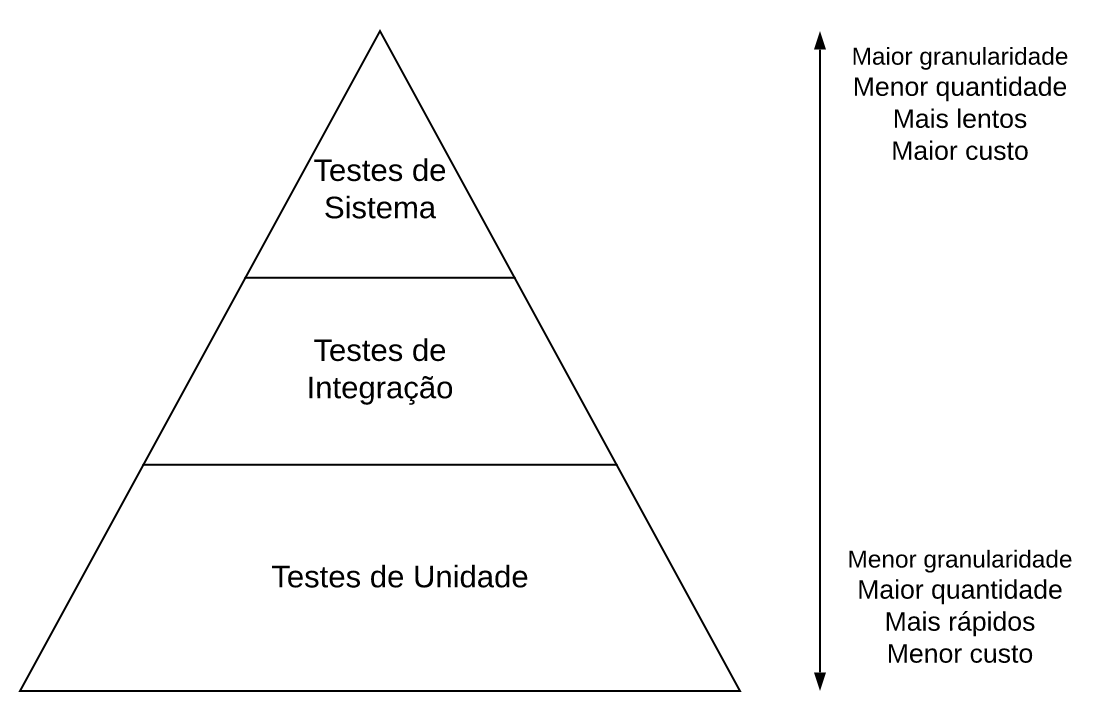 Testes de
Sistema
Testes de
Integração
Testes de Unidade
Maior granularidade
Menor quantidade
Mais lentos
Maior custo
Menor granularidade
Maior quantidade
Mais rápidos
Menor custo